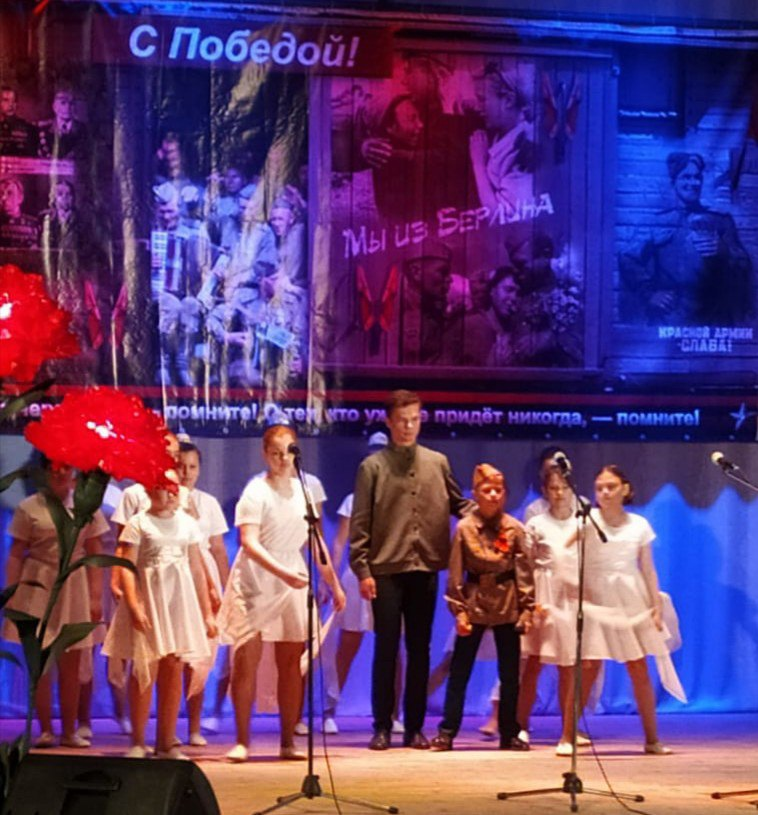 С Победой!
Мы из Берлина
КРАСНОЙ АРМИИ
СЛАВА!
помните! О тех, кто уже не придёт никогда, — помните!